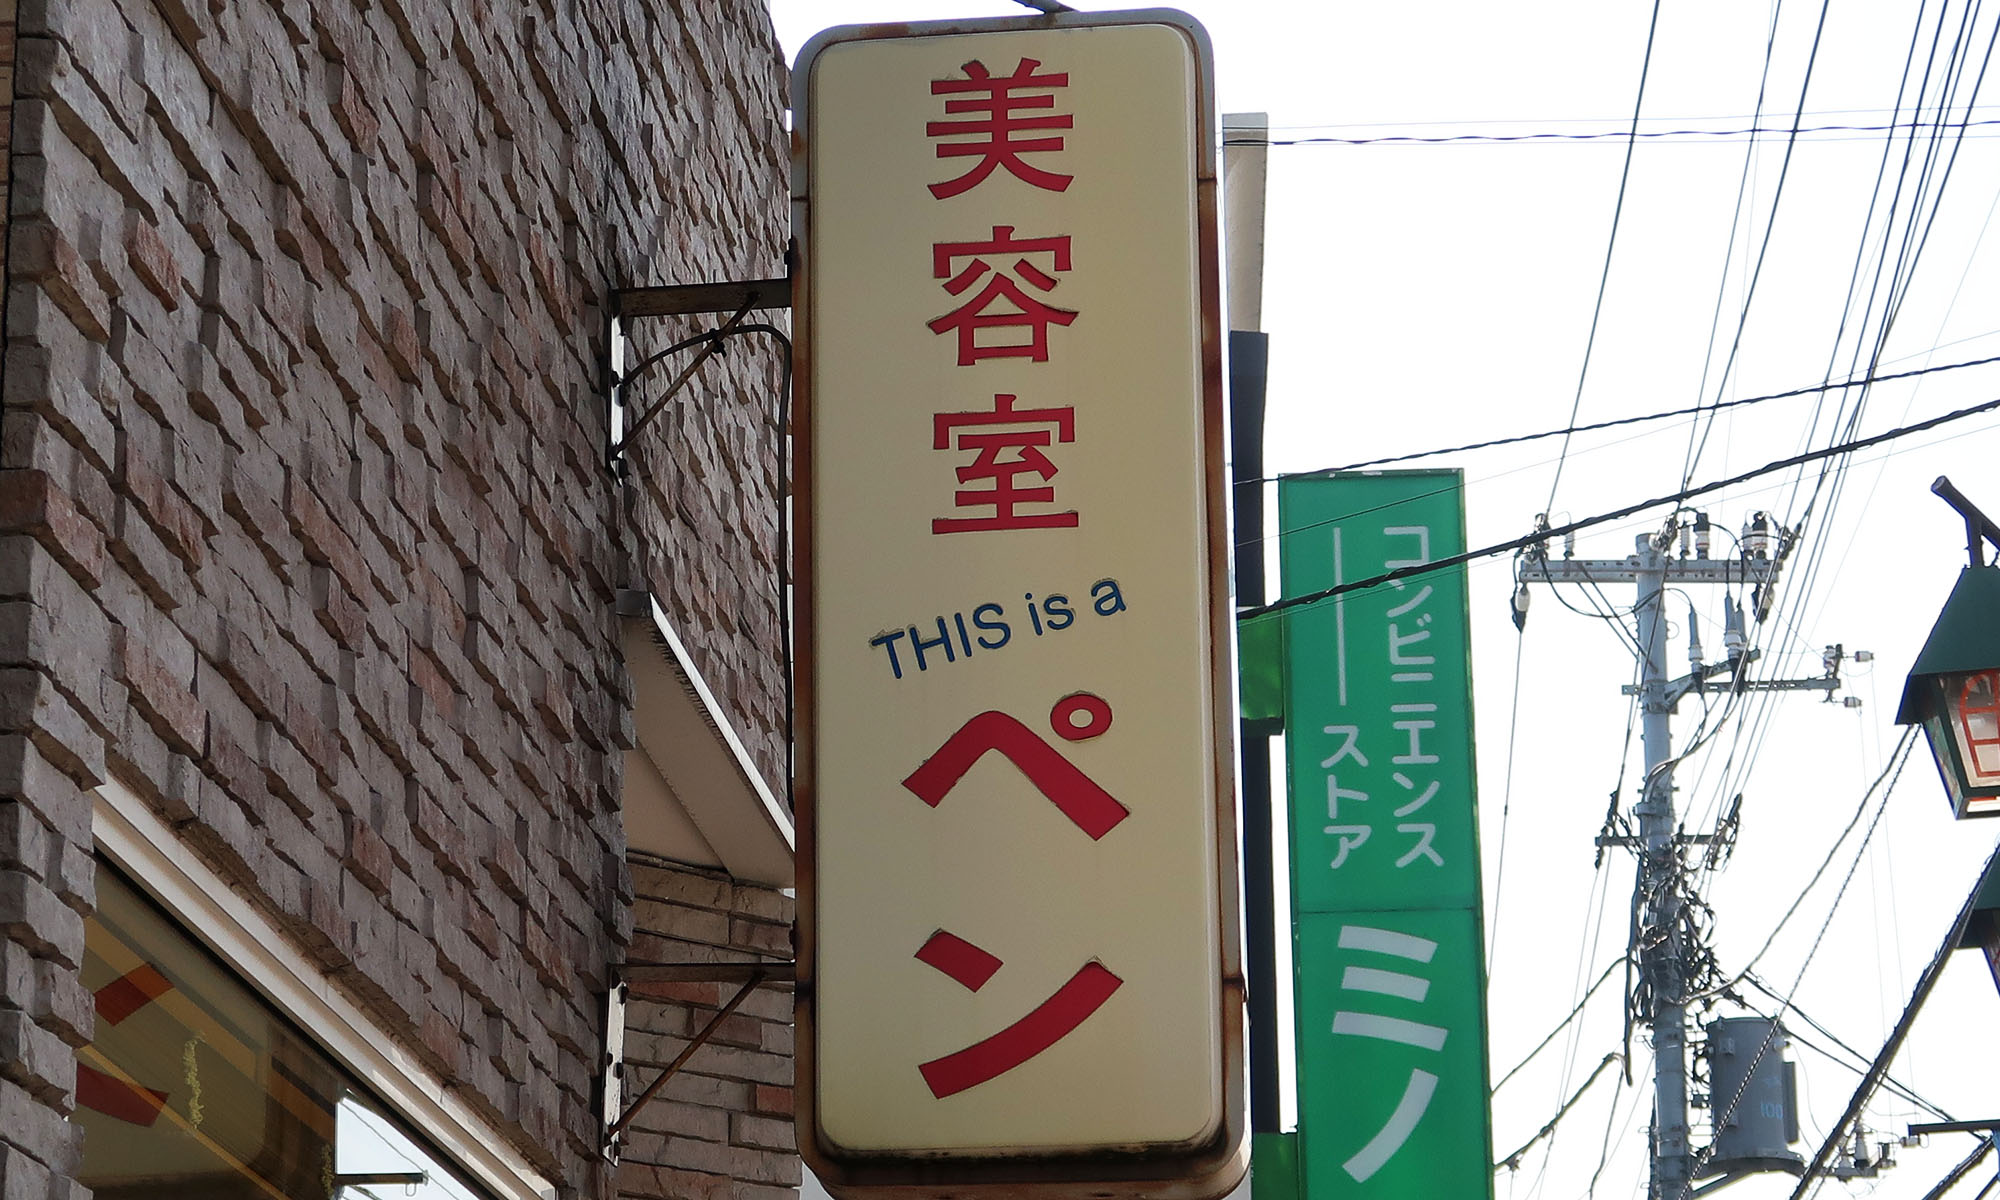 美容室
THIS is a
ペン
コンビニエンス
ストア
ミノ
100